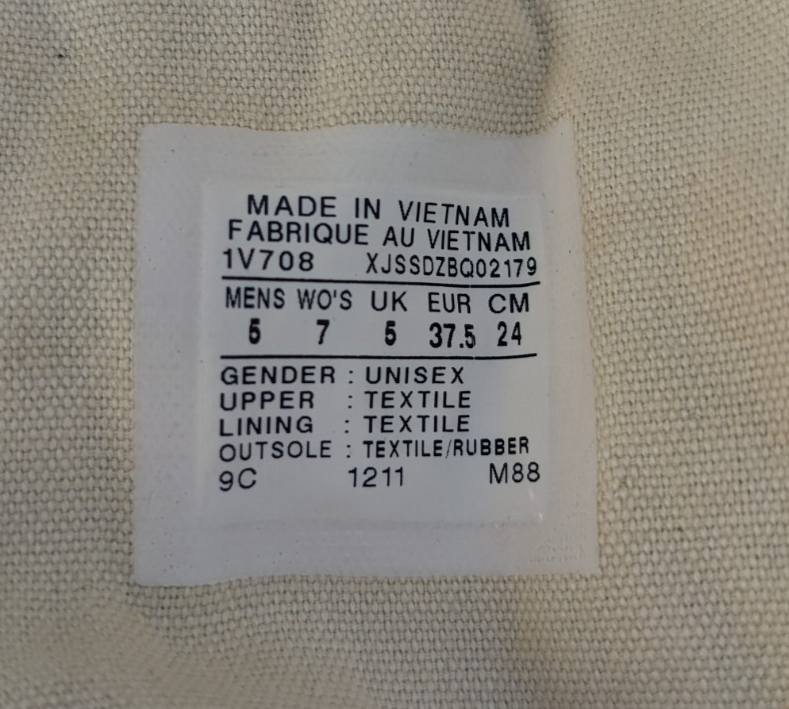 MADE IN VIETNAM
FABRIQUE AU VIETNAM
1V708 XJSSDZBQ02179
MENS WO'S UK EUR CM
5 7 5 37.5 24
GENDER : UNISEX
UPPER : TEXTILE
LINING : TEXTILE
OUTSOLE : TEXTILE/RUBBER
9C 1211 M88